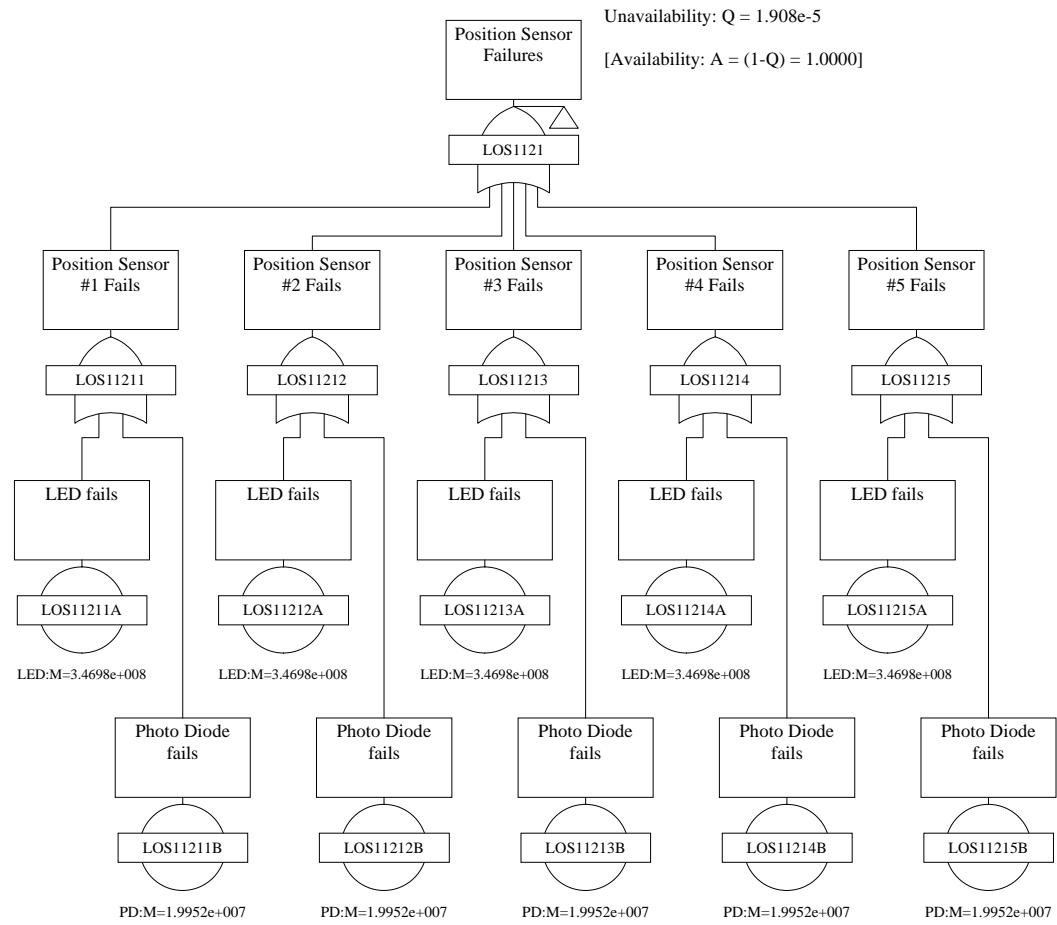 Unavailability: Q = 1.908e-5
[Availability: A = (1-Q) = 1.0000]
Position Sensor
Failures
LOS1121
Position Sensor
#1 Fails
Position Sensor
#2 Fails
Position Sensor
#3 Fails
Position Sensor
#4 Fails
Position Sensor
#5 Fails
LOS11211
LOS11212
LOS11213
LOS11214
LOS11215
LED fails
LED fails
LED fails
LED fails
LED fails
LOS11211A
LOS11212A
LOS11213A
LOS11214A
LOS11215A
LED:M=3.4698e+008
LED:M=3.4698e+008
LED:M=3.4698e+008
LED:M=3.4698e+008
LED:M=3.4698e+008
Photo Diode
fails
Photo Diode
fails
Photo Diode
fails
Photo Diode
fails
Photo Diode
fails
LOS11211B
LOS11212B
LOS11213B
LOS11214B
LOS11215B
PD:M=1.9952e+007
PD:M=1.9952e+007
PD:M=1.9952e+007
PD:M=1.9952e+007
PD:M=1.9952e+007